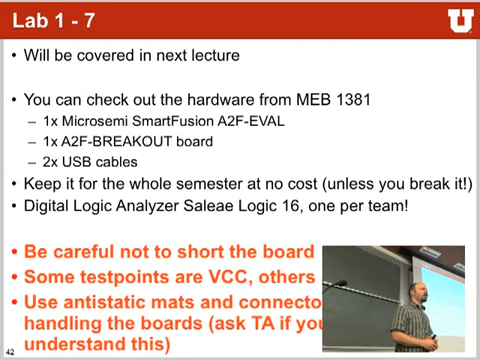 Lab 1 - 7
U
• Will be covered in next lecture
• You can check out the hardware from MEB 1381
– 1x Microsemi SmartFusion A2F-EVAL
– 1x A2F-BREAKOUT board
– 2x USB cables
• Keep it for the whole semester at no cost (unless you break it!)
• Digital Logic Analyzer Saleae Logic 16, one per team!
• Be careful not to short the board
• Some testpoints are VCC, others
• Use antistatic mats and connecto
handling the boards (ask TA if you
understand this)
42